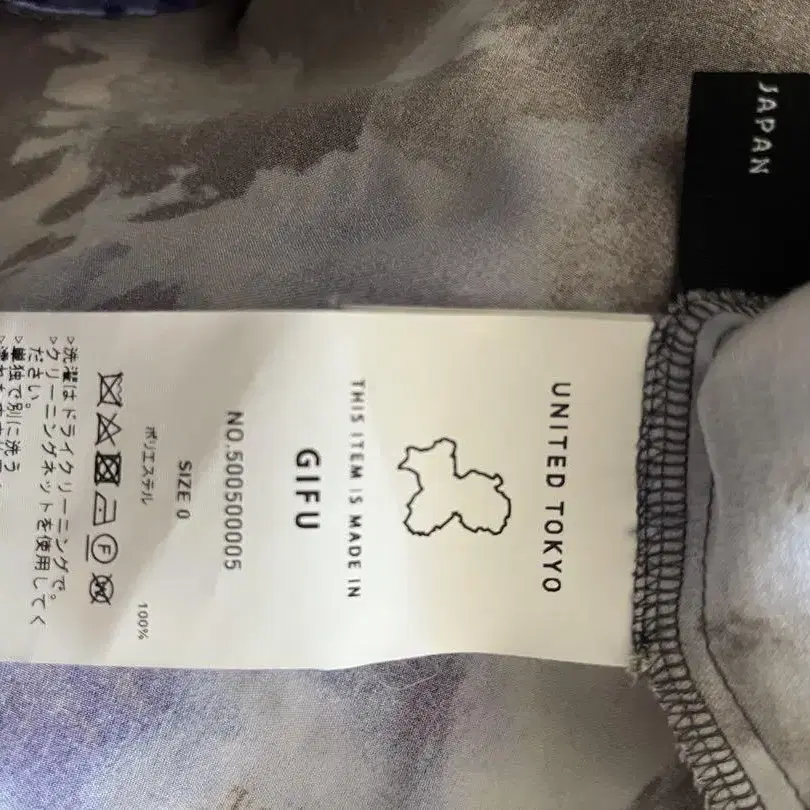 JAPAN
UNITED TOKYO
THIS ITEM IS MADE IN
GIFU
NO.500500005
SIZE 0
ポリエステル 100%
F
W
▷洗濯はドライクリーニングで。
▷クリーニングネットを使用してく
ださい。
▷単独で別に洗う